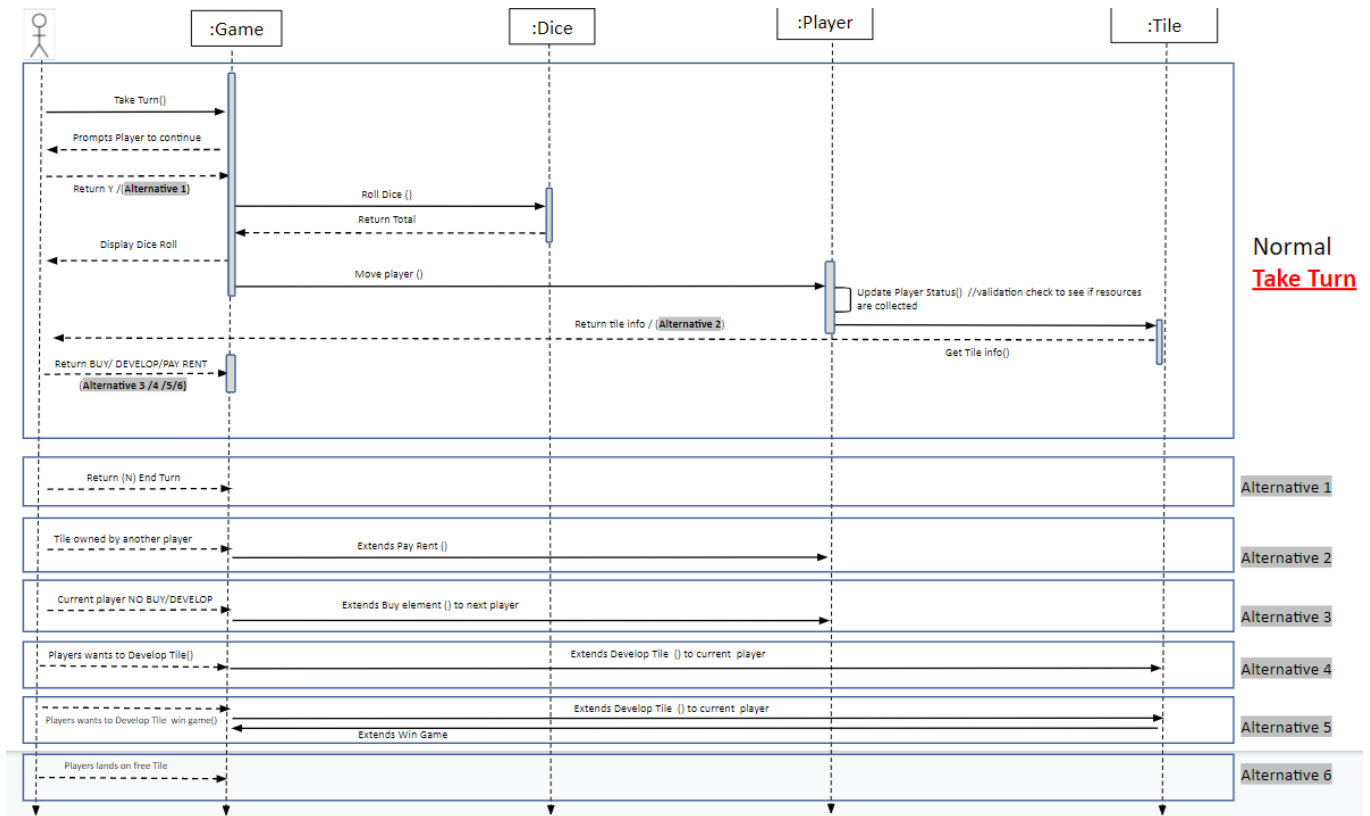 :Game
:Dice
:Player
:Tile
Take Turn()
Prompts Player to continue
Return Y /(Alternative 1)
Roll Dice ()
Return Total
Display Dice Roll
Move player ()
Update Player Status()  //validation check to see if resources
are collected
Return tile info / (Alternative 2)
Get Tile info()
Return BUY/ DEVELOP/PAY RENT
(Alternative 3 /4 /5/6)
Normal
Take Turn
Return (N) End Turn
Alternative 1
Tile owned by another player
Extends Pay Rent ()
Alternative 2
Current player NO BUY/DEVELOP
Extends Buy element () to next player
Alternative 3
Players wants to Develop Tile()
Extends Develop Tile  () to current  player
Alternative 4
Players wants to Develop Tile  win game()
Extends Develop Tile  () to current  player
Extends Win Game
Alternative 5
Players lands on free Tile
Alternative 6